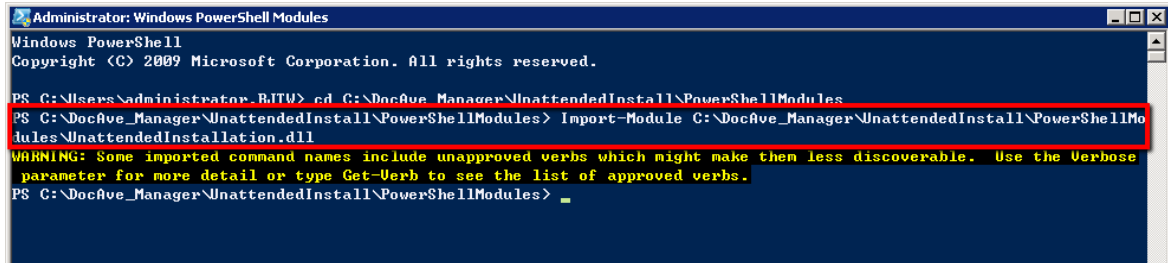 Administrator: Windows PowerShell Modules
Windows PowerShell
Copyright (C) 2009 Microsoft Corporation. All rights reserved.
PS C:\Users\administrator.BJTW> cd C:\DocAve_Manager\UnattendedInstall\PowerShellModules
PS C:\DocAve_Manager\UnattendedInstall\PowerShellModules> Import-Module C:\DocAve_Manager\UnattendedInstall\PowerShellMo
dules\UnattendedInstallation.dll
WARNING: Some imported command names include unapproved verbs which might make them less discoverable.  Use the Verbose
 parameter for more detail or type Get-Verb to see the list of approved verbs.
PS C:\DocAve_Manager\UnattendedInstall\PowerShellModules> _